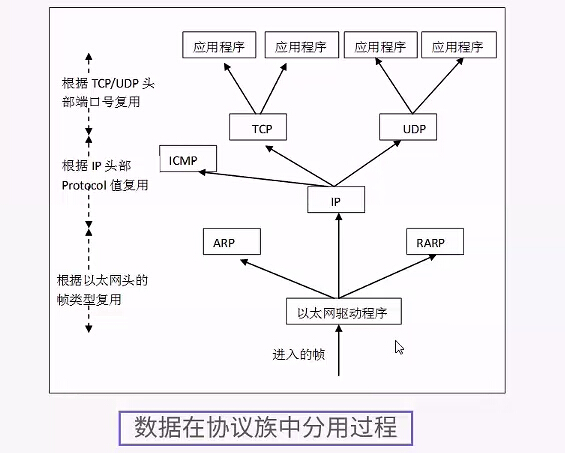 应用程序 应用程序 应用程序 应用程序
根据 TCP/UDP 头
部端口号复用
TCP UDP
ICMP
根据 IP 头部
Protocol 值复用
IP
ARP RARP
根据以太网头的
帧类型复用
以太网驱动程序
进入的帧
数据在协议族中分用过程